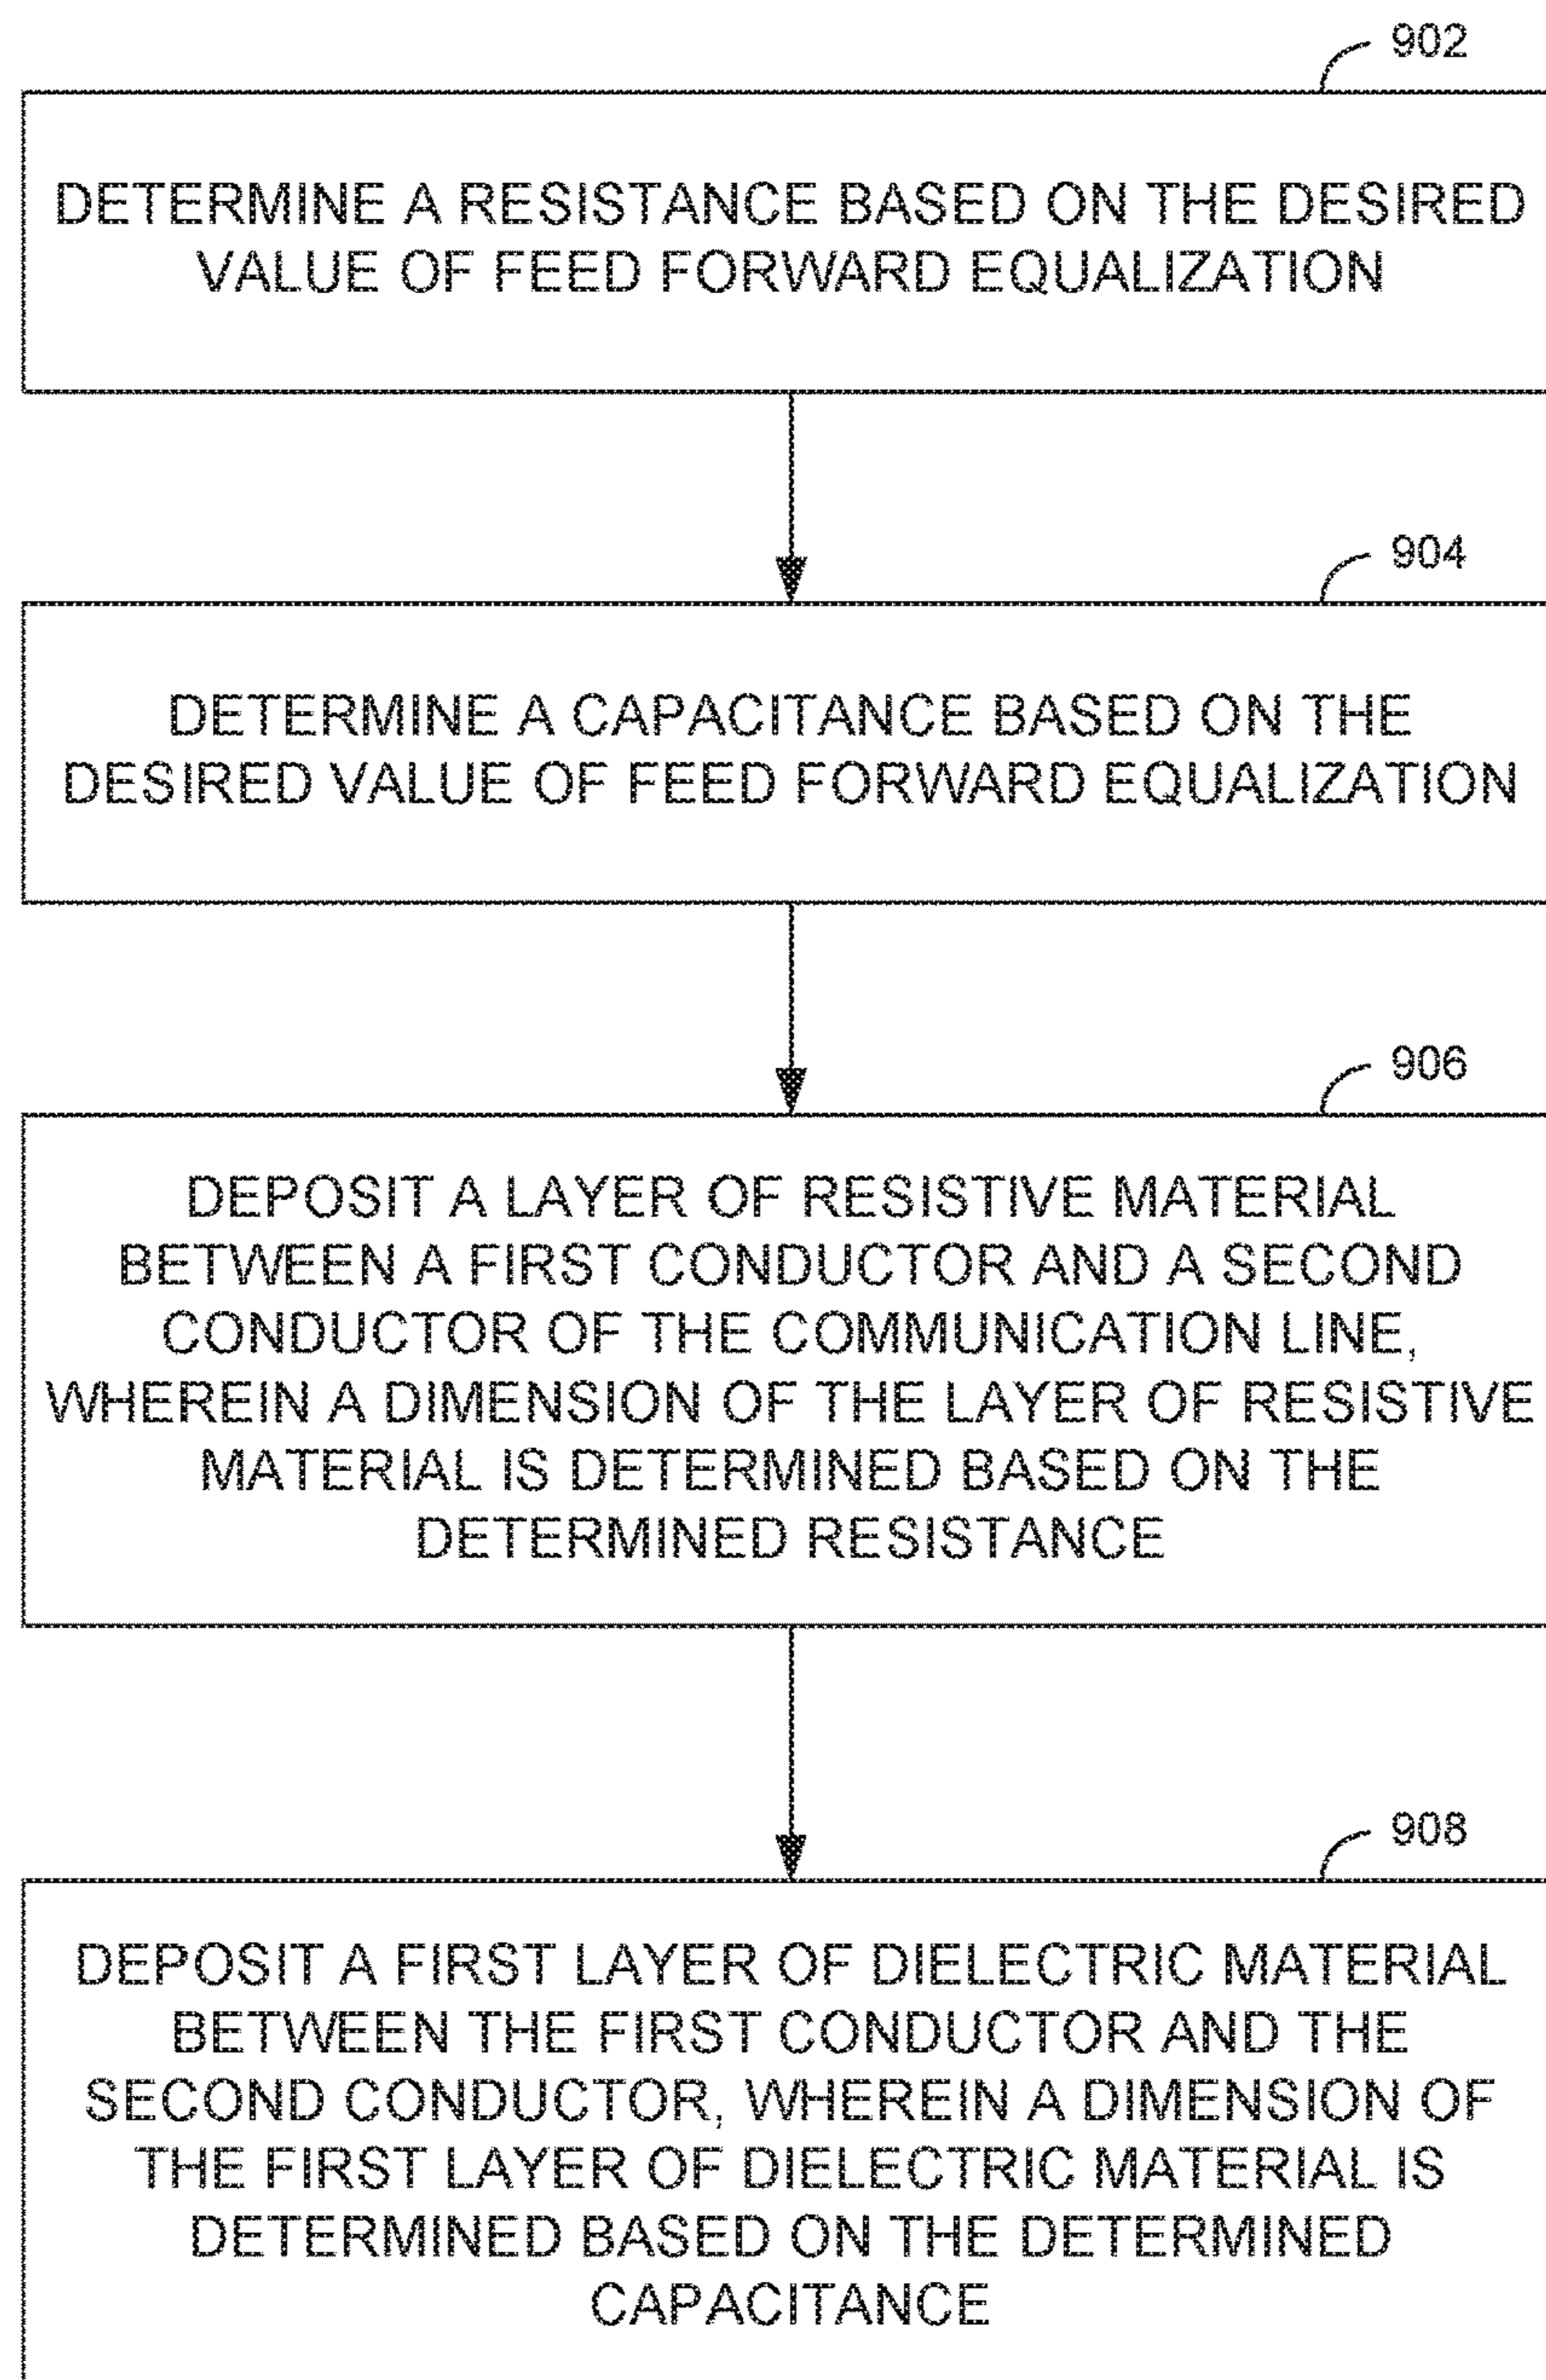 902
DETERMINE A RESISTANCE BASED ON THE DESIRED
VALUE OF FEED FORWARD EQUALIZATION
904
DETERMINE A CAPACITANCE BASED ON THE
DESIRED VALUE OF FEED FORWARD EQUALIZATION
906
DEPOSIT A LAYER OF RESISTIVE MATERIAL
BETWEEN A FIRST CONDUCTOR AND A SECOND
CONDUCTOR OF THE COMMUNICATION LINE,
WHEREIN A DIMENSION OF THE LAYER OF RESISTIVE
MATERIAL IS DETERMINED BASED ON THE
DETERMINED RESISTANCE
908
DEPOSIT A FIRST LAYER OF DIELECTRIC MATERIAL
BETWEEN THE FIRST CONDUCTOR AND THE
SECOND CONDUCTOR, WHEREIN A DIMENSION OF
THE FIRST LAYER OF DIELECTRIC MATERIAL IS
DETERMINED BASED ON THE DETERMINED
CAPACITANCE